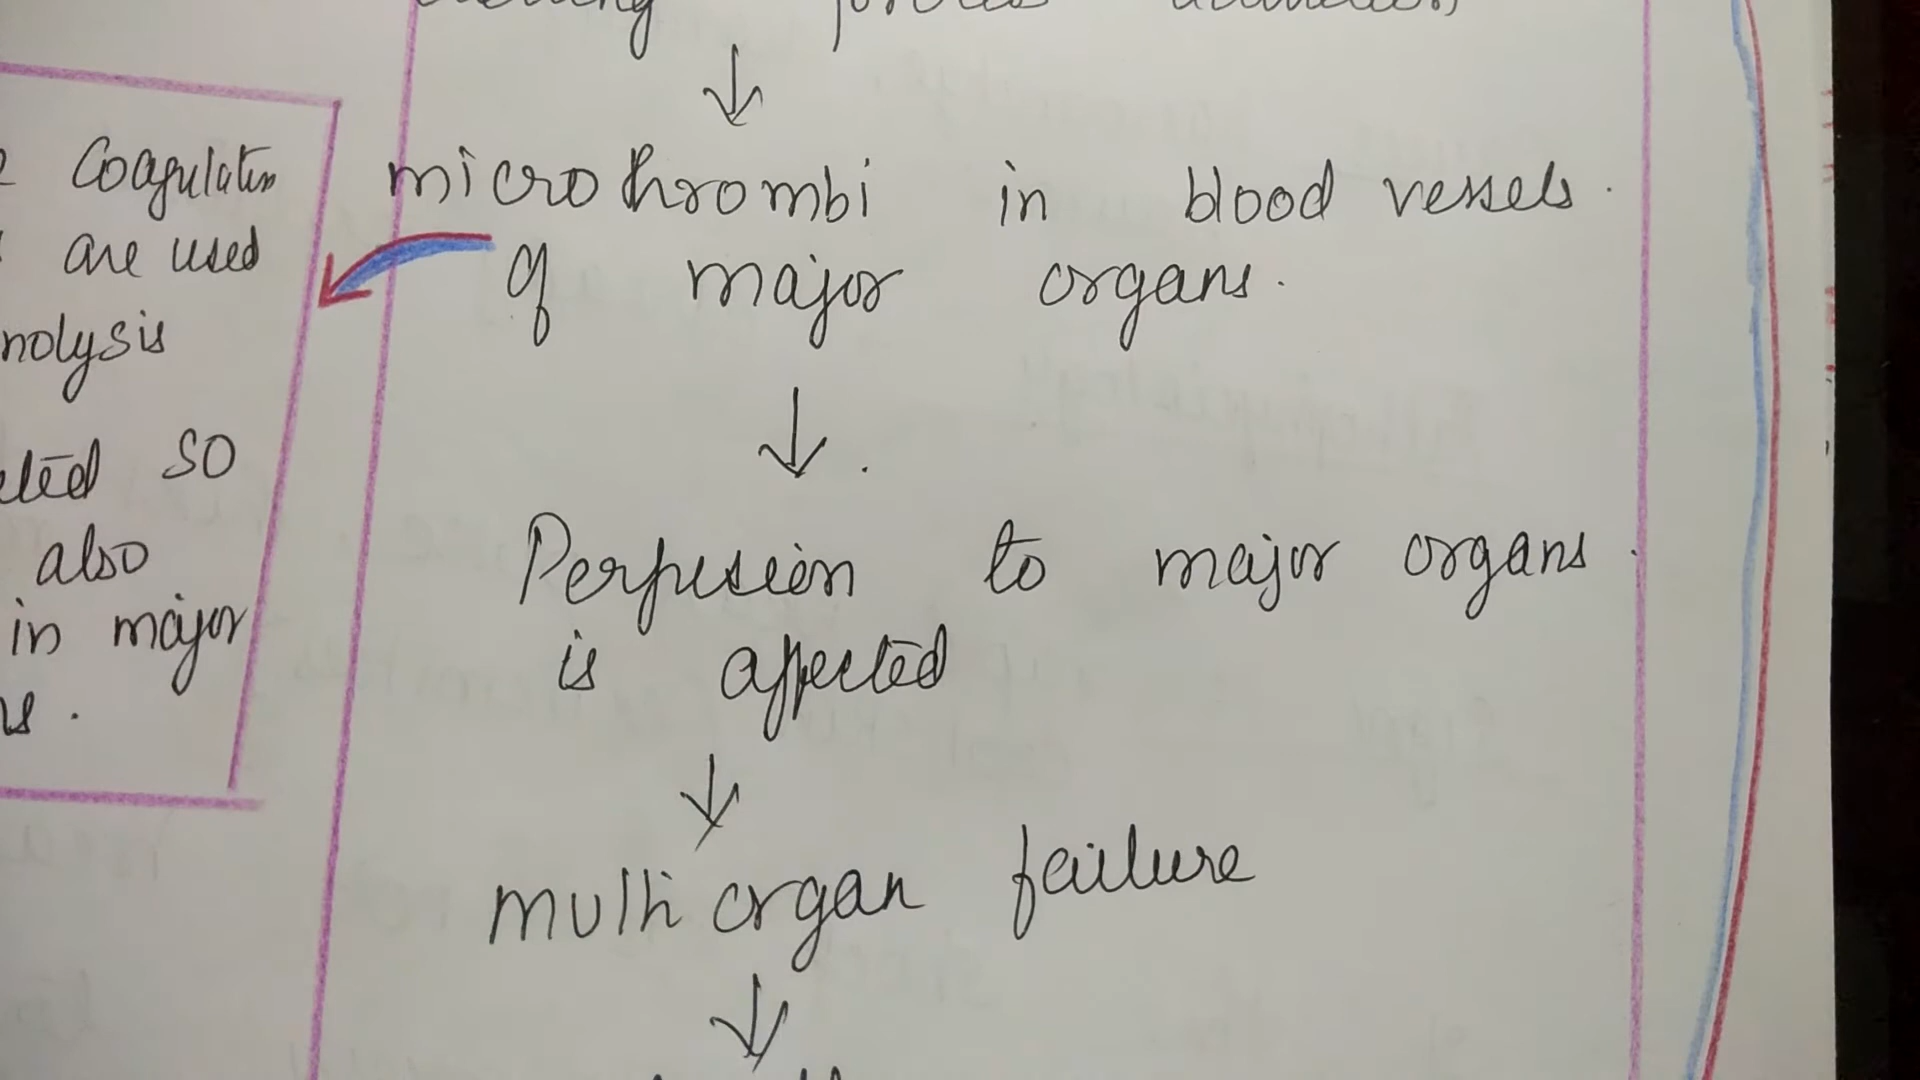 Coagulation
are used
nolysis
so
also
in major
microthrombi in blood vessels.
of major organs.
Perfusion to major organs.
is affected
multi organ failure